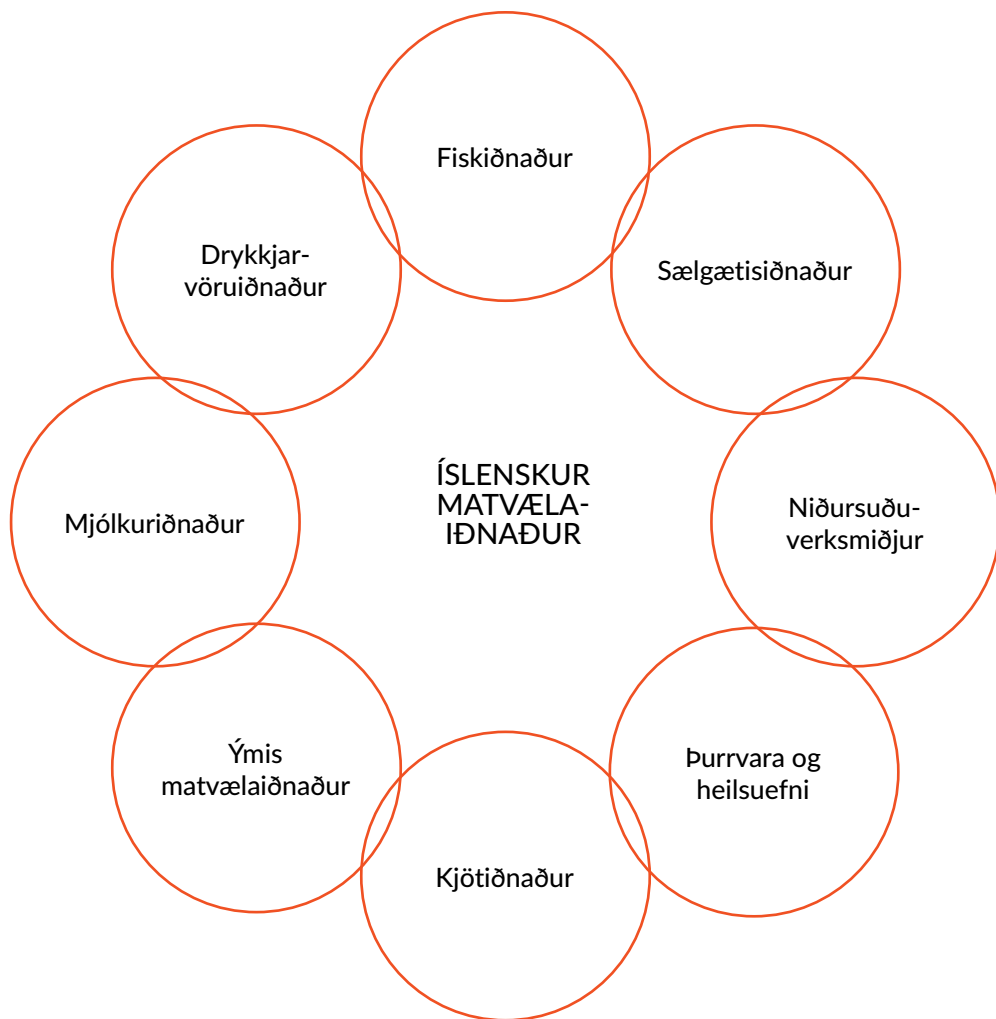 Fiskiðnaður
Drykkjar-
vöruiðnaður
Sælgætisiðnaður
ÍSLENSKUR
MATVÆLA-
IÐNAÐUR
Mjólkuriðnaður
Niðursuðu-
verksmiðjur
Ýmis
matvælaiðnaður
Þurrvara og
heilsuefni
Kjötiðnaður